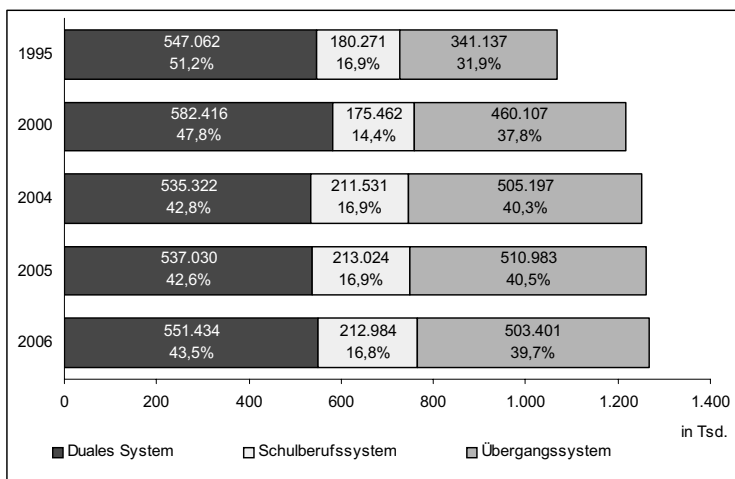 1995
547.062 180.271 341.137
51,2% 16,9% 31,9%
2000
582.416 175.462 460.107
47,8% 14,4% 37,8%
2004
535.322 211.531 505.197
42,8% 16,9% 40,3%
2005
537.030 213.024 510.983
42,6% 16,9% 40,5%
2006
551.434 212.984 503.401
43,5% 16,8% 39,7%
0 200 400 600 800 1.000 1.200 1.400
in Tsd.
Duales System Schulberufssystem Übergangssystem